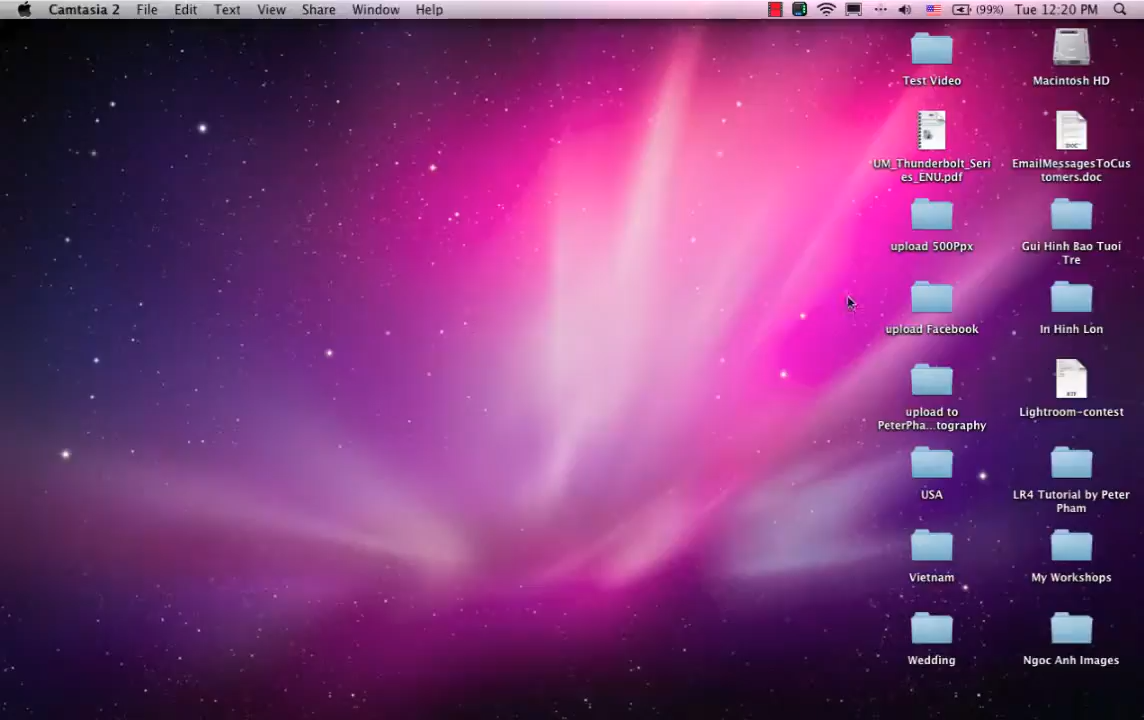 Camtasia 2 File Edit Text View Share Window Help (99%) Tue 12:20 PM
Test Video
Macintosh HD
UM_Thunderbolt_Seri
es_ENU.pdf
DOC
EmailMessagesToCus
tomers.doc
upload 500Ppx
Gui Hinh Bao Tuoi
Tre
upload Facebook
In Hinh Lon
upload to
PeterPha...tography
RTF
Lightroom-contest
USA
LR4 Tutorial by Peter
Pham
Vietnam
My Workshops
Wedding
Ngoc Anh Images